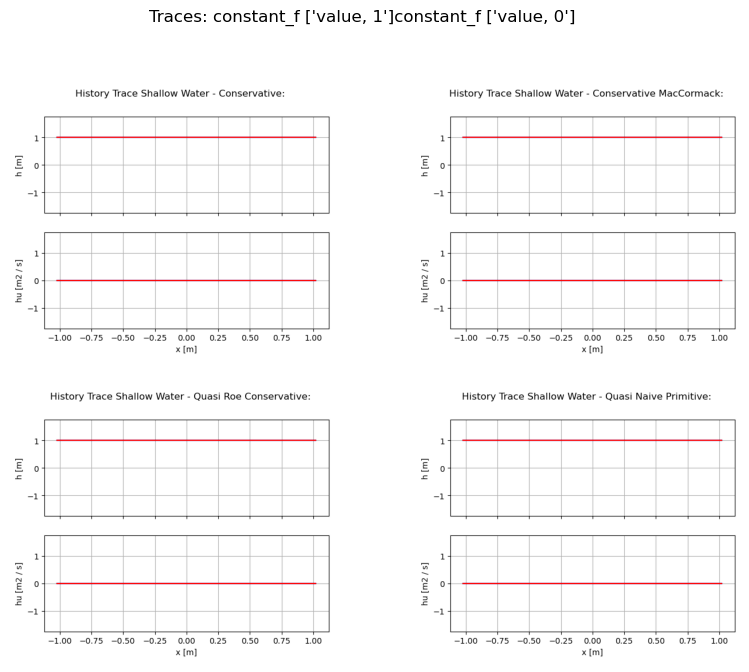 Traces: constant_f ['value, 1']constant_f ['value, 0']
History Trace Shallow Water - Conservative:
h [m]
1
0
−1
hu [m2 / s]
1
0
−1
−1.00 −0.75 −0.50 −0.25 0.00 0.25 0.50 0.75 1.00
x [m]
History Trace Shallow Water - Conservative MacCormack:
h [m]
1
0
−1
hu [m2 / s]
1
0
−1
−1.00 −0.75 −0.50 −0.25 0.00 0.25 0.50 0.75 1.00
x [m]
History Trace Shallow Water - Quasi Roe Conservative:
h [m]
1
0
−1
hu [m2 / s]
1
0
−1
−1.00 −0.75 −0.50 −0.25 0.00 0.25 0.50 0.75 1.00
x [m]
History Trace Shallow Water - Quasi Naive Primitive:
h [m]
1
0
−1
hu [m2 / s]
1
0
−1
−1.00 −0.75 −0.50 −0.25 0.00 0.25 0.50 0.75 1.00
x [m]